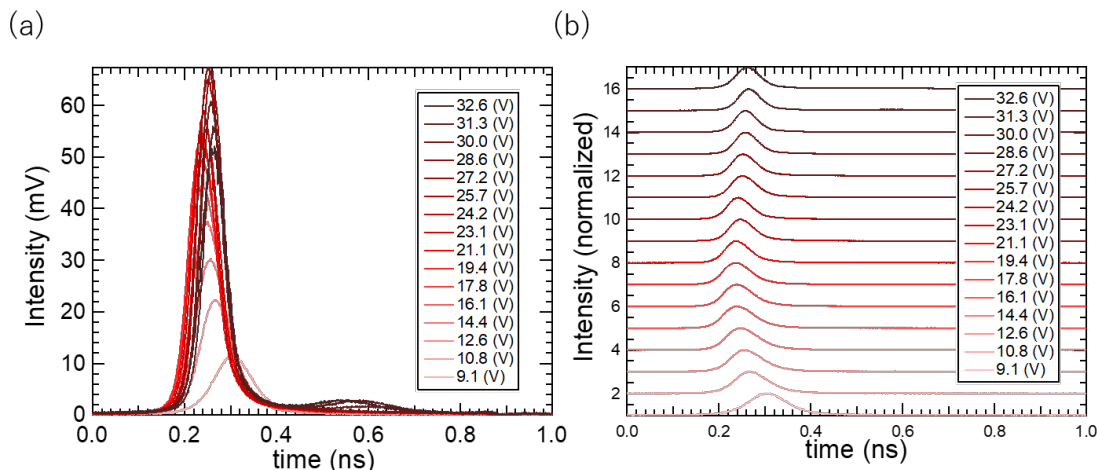 (a)
Intensity (mV)
60
50
40
30
20
10
0
0.0 0.2 0.4 0.6 0.8 1.0
time (ns)
32.6 (V)
31.3 (V)
30.0 (V)
28.6 (V)
27.2 (V)
25.7 (V)
24.2 (V)
23.1 (V)
21.1 (V)
19.4 (V)
17.8 (V)
16.1 (V)
14.4 (V)
12.6 (V)
10.8 (V)
9.1 (V)
(b)
Intensity (normalized)
16
14
12
10
8
6
4
2
0.0 0.2 0.4 0.6 0.8 1.0
time (ns)
32.6 (V)
31.3 (V)
30.0 (V)
28.6 (V)
27.2 (V)
25.7 (V)
24.2 (V)
23.1 (V)
21.1 (V)
19.4 (V)
17.8 (V)
16.1 (V)
14.4 (V)
12.6 (V)
10.8 (V)
9.1 (V)